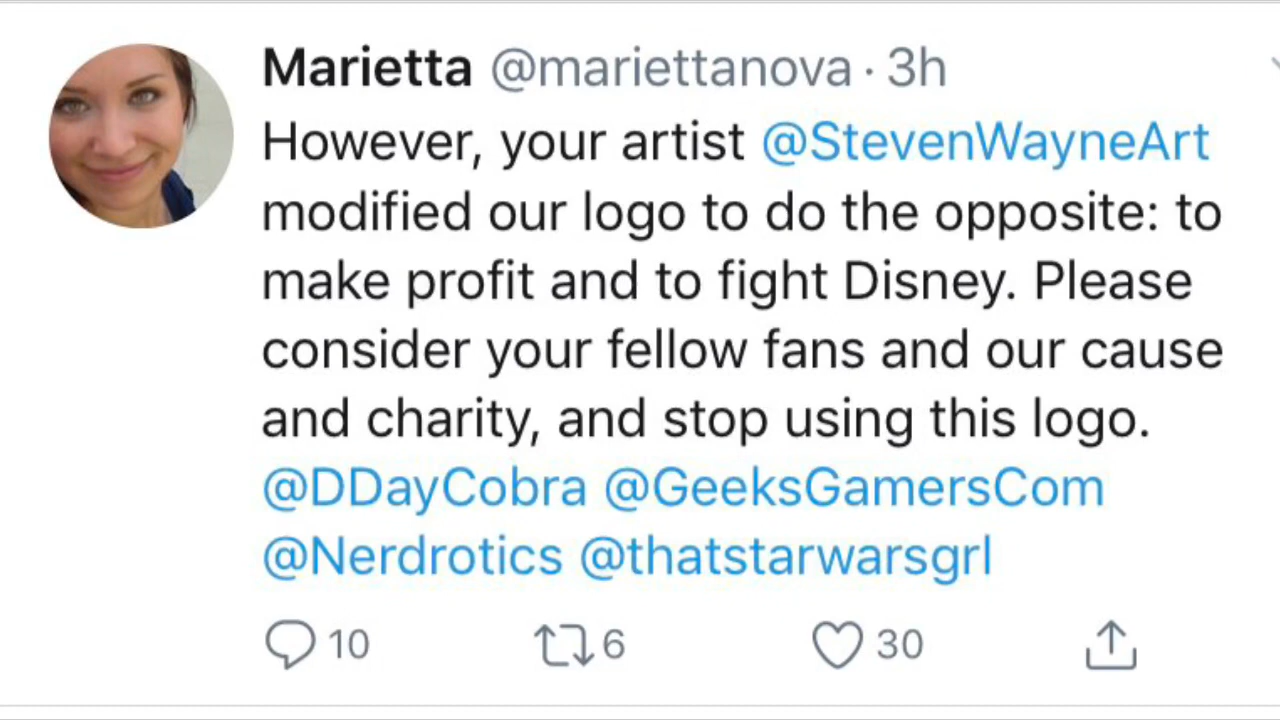 Marietta @mariettanova · 3h
However, your artist @StevenWayneArt
modified our logo to do the opposite: to
make profit and to fight Disney. Please
consider your fellow fans and our cause
and charity, and stop using this logo.
@DDayCobra @GeeksGamersCom
@Nerdrotics @thatstarwarsgrl
10 6 30